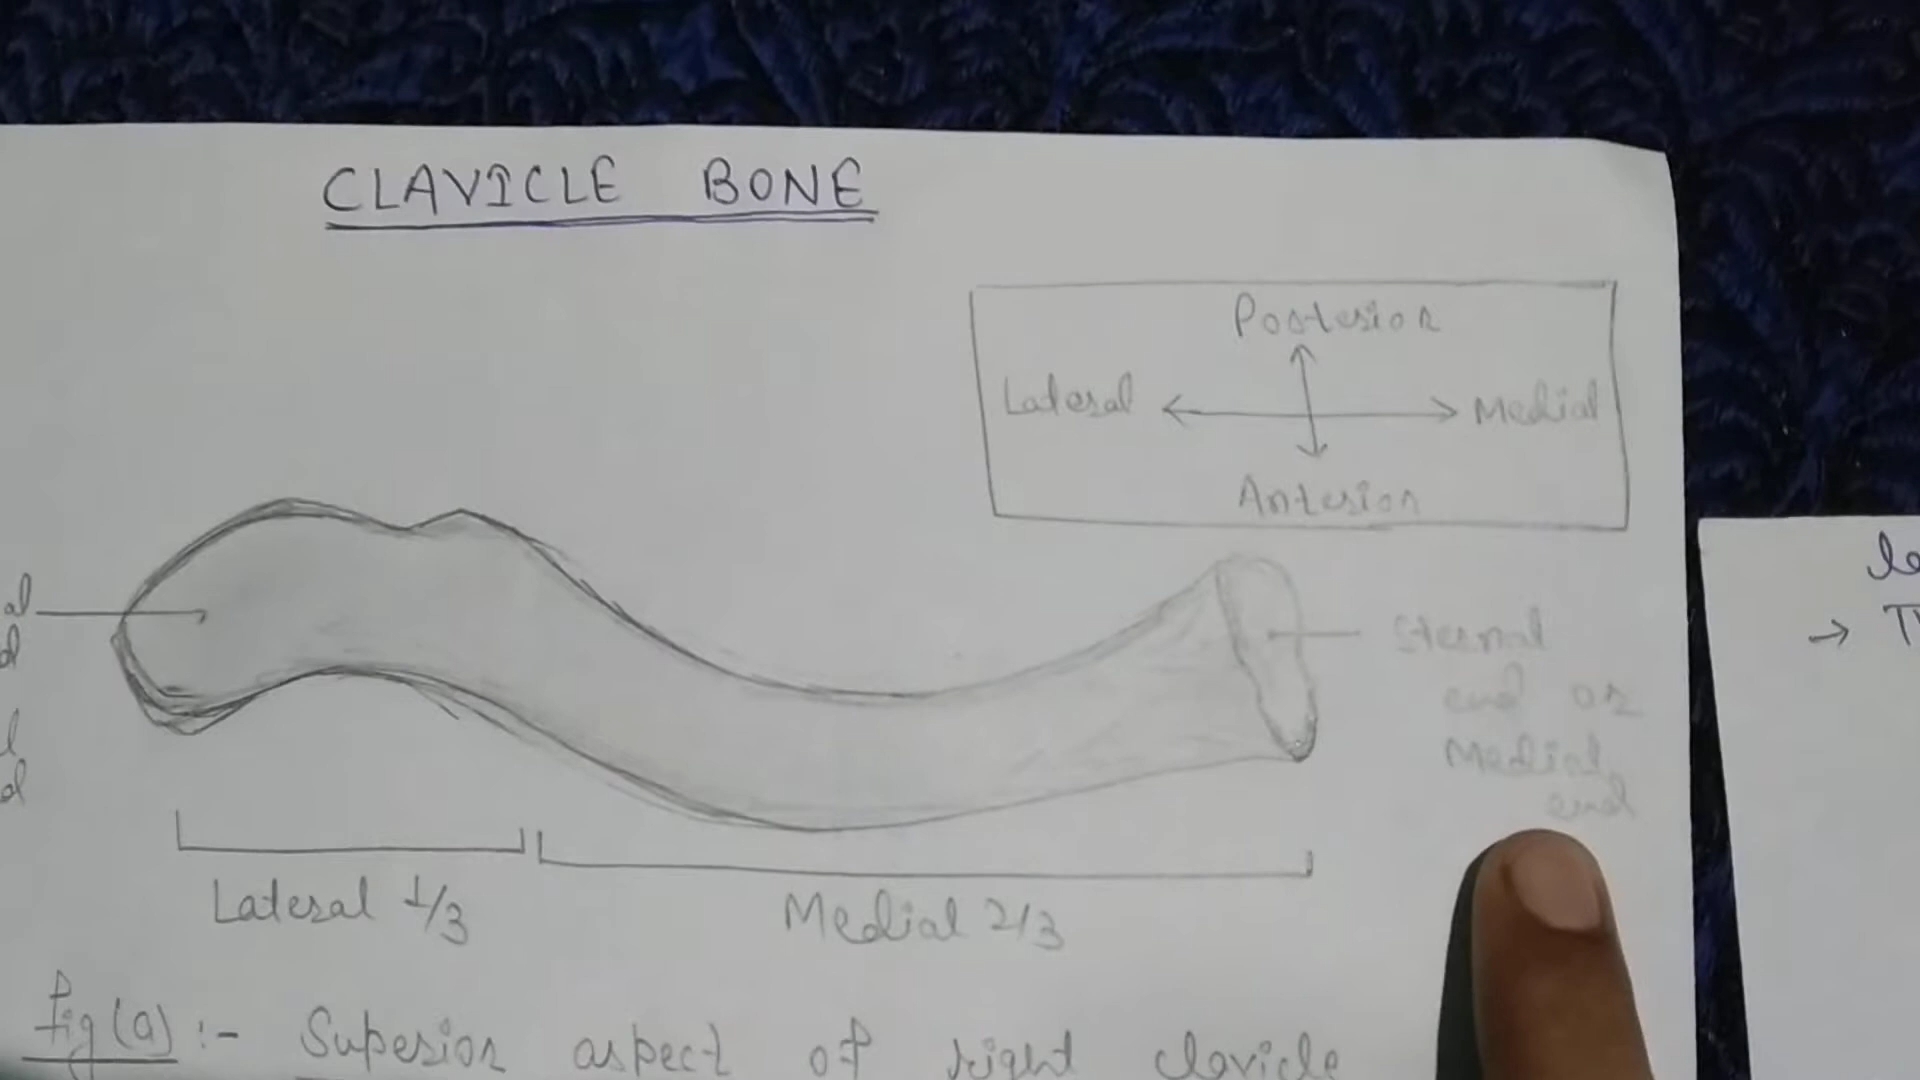 CLAVICLE BONE
Posterior
Lateral
Medial
Anterior
al
Sternal
end or
Medial
end
Lateral 1/3
Medial 2/3
fig(a) :- Superior aspect of right clavicle
→